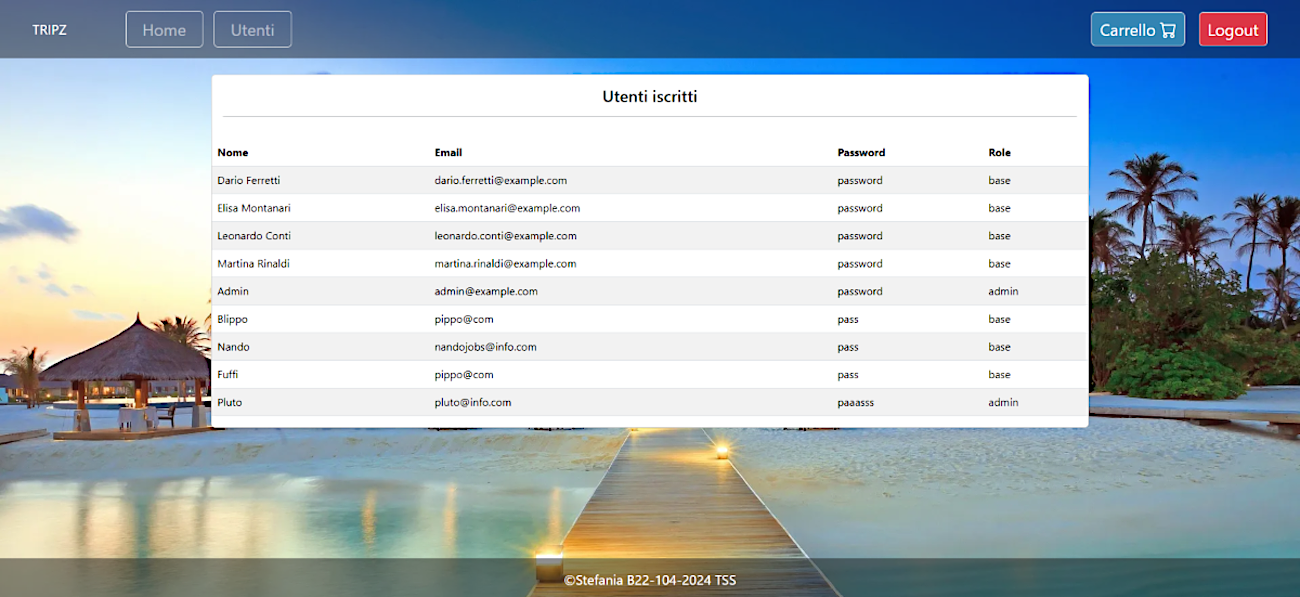 TRIPZ Home Utenti Carrello Logout
Utenti iscritti
Nome Email Password Role
Dario Ferretti dario.ferretti@example.com password base
Elisa Montanari elisa.montanari@example.com password base
Leonardo Conti leonardo.conti@example.com password base
Martina Rinaldi martina.rinaldi@example.com password base
Admin admin@example.com password admin
Blippo pippo@com pass base
Nando nandojobs@info.com pass base
Fuffi pippo@com pass base
Pluto pluto@info.com paaasss admin
©Stefania B22-104-2024 TSS